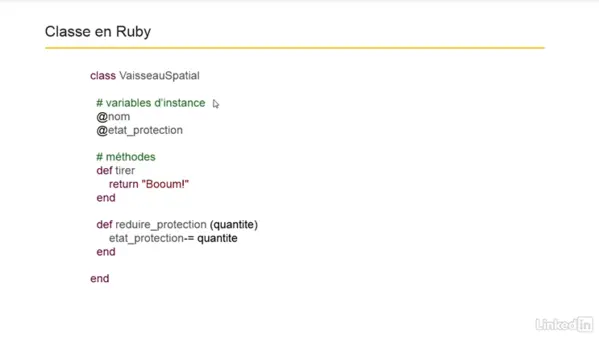 Classe en Ruby
class VaisseauSpatial
# variables d'instance
@nom
@etat_protection
# méthodes
def tirer
return "Booum!"
end
def reduire_protection (quantite)
etat_protection-= quantite
end
end
LinkedIn